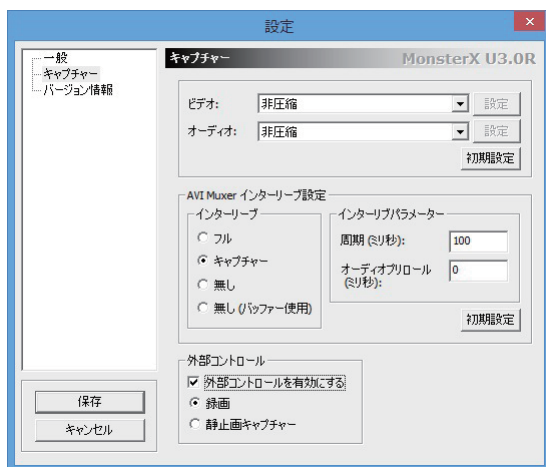 設定
一般
キャプチャー
バージョン情報
キャプチャー MonsterX U3.0R
ビデオ: 非圧縮 設定
オーディオ: 非圧縮 設定
初期設定
AVI Muxer インターリーブ設定
インターリーブ
フル
キャプチャー
無し
無し (バッファー使用)
インターリブパラメーター
周期 (ミリ秒): 100
オーディオプリロール 0
(ミリ秒):
初期設定
外部コントロール
外部コントロールを有効にする
録画
静止画キャプチャー
保存
キャンセル